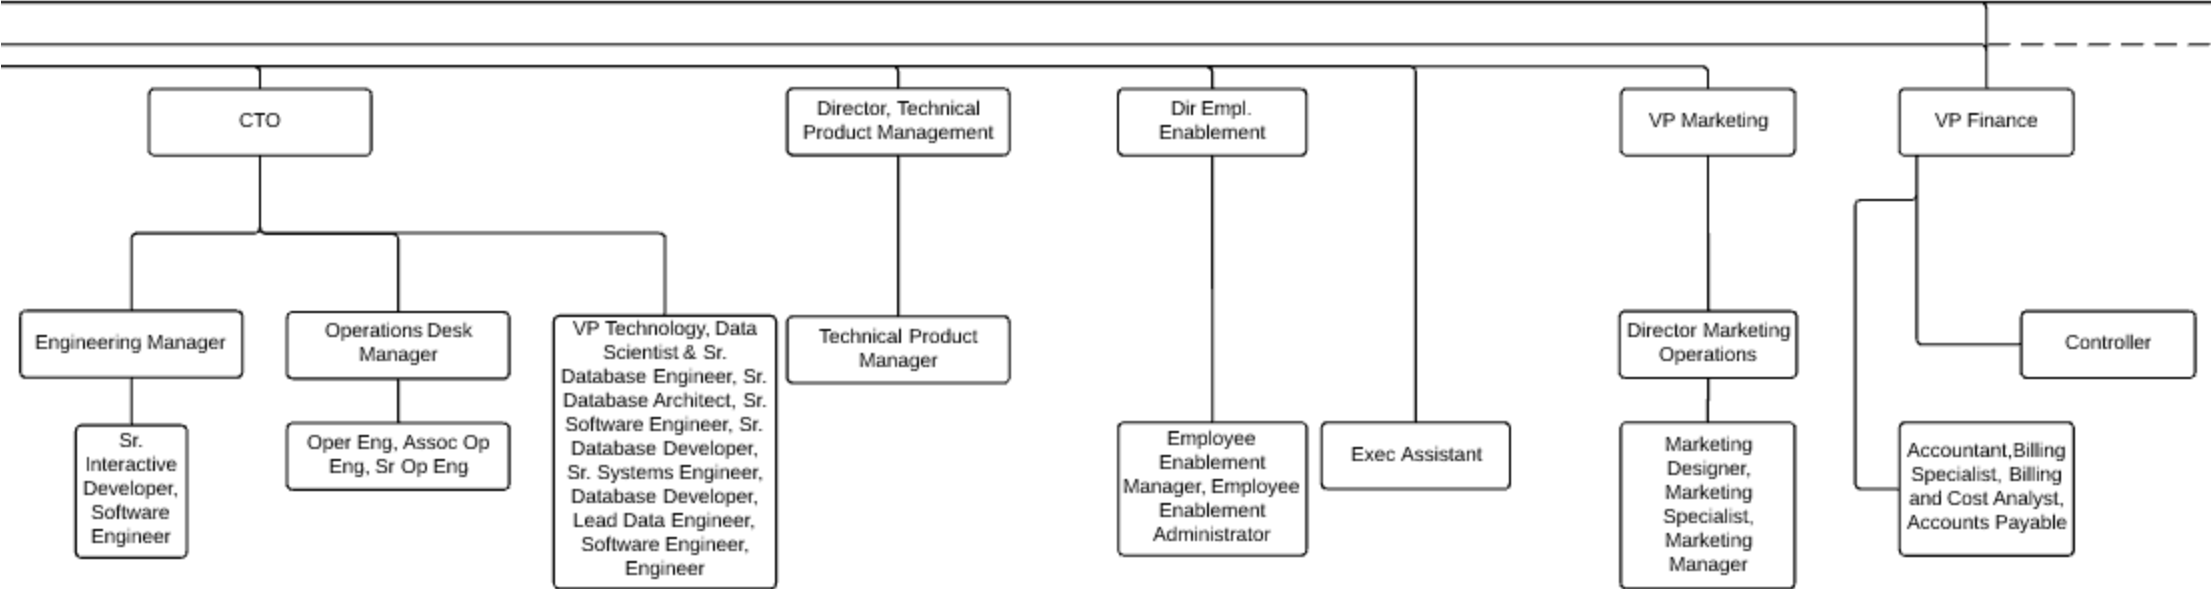 CTO
Director, Technical
Product Management
Dir Empl.
Enablement
VP Marketing
VP Finance
Engineering Manager
Operations Desk
Manager
VP Technology, Data
Scientist & Sr.
Database Engineer, Sr.
Database Architect, Sr.
Software Engineer, Sr.
Database Developer,
Sr. Systems Engineer,
Database Developer,
Lead Data Engineer,
Software Engineer,
Engineer
Technical Product
Manager
Director Marketing
Operations
Controller
Sr.
Interactive
Developer,
Software
Engineer
Oper Eng, Assoc Op
Eng, Sr Op Eng
Employee
Enablement
Manager, Employee
Enablement
Administrator
Exec Assistant
Marketing
Designer,
Marketing
Specialist,
Marketing
Manager
Accountant,Billing
Specialist, Billing
and Cost Analyst,
Accounts Payable